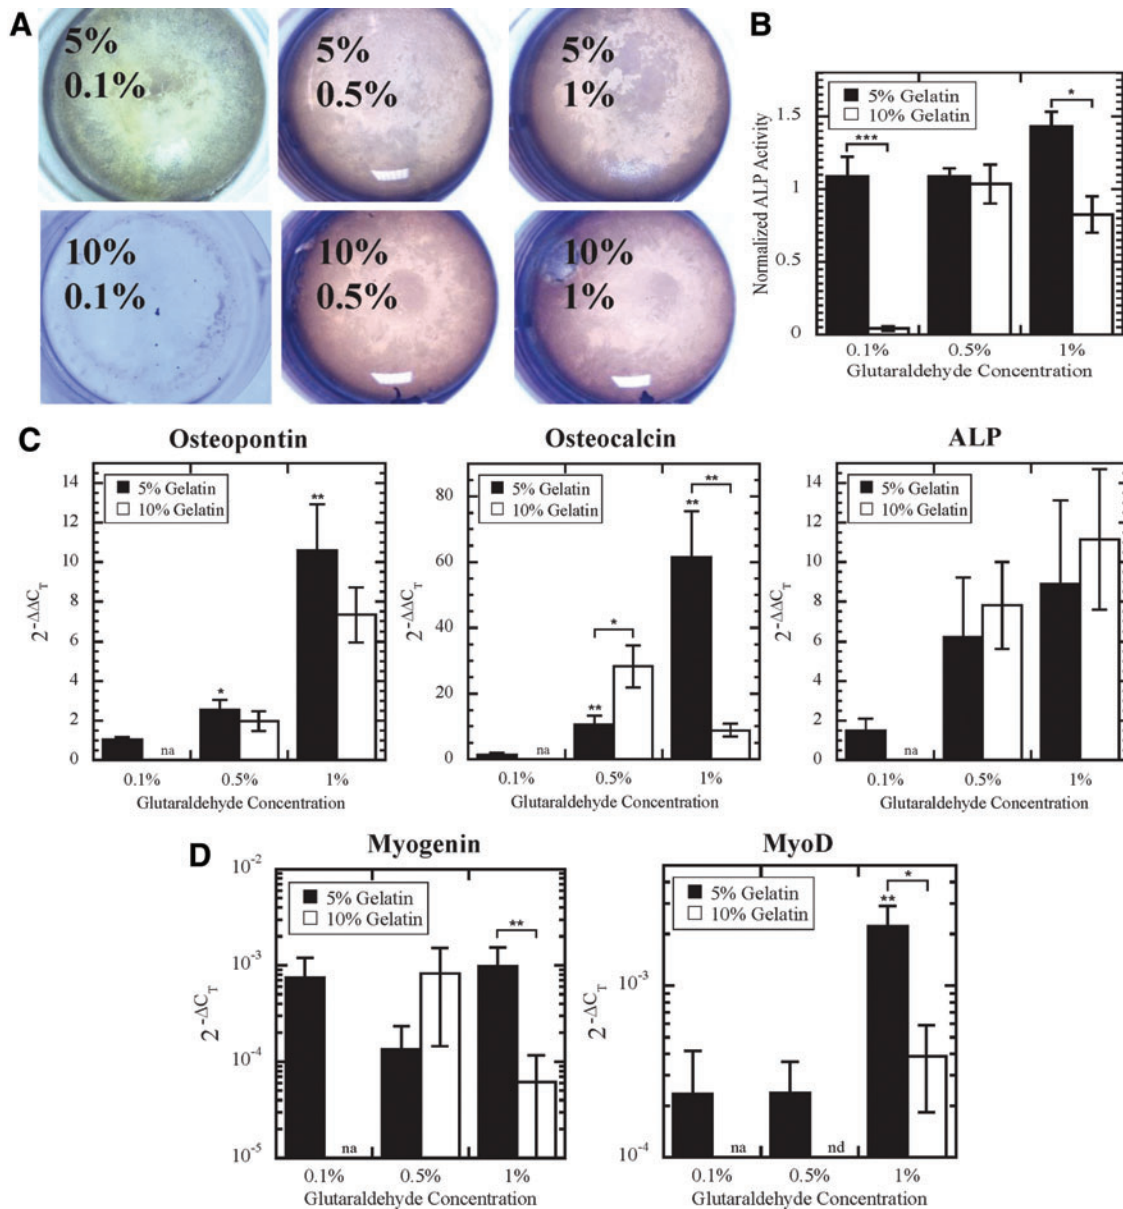 A
5%
0.1%
5%
0.5%
5%
1%
10%
0.1%
10%
0.5%
10%
1%
B
5% Gelatin
10% Gelatin
***
*
Normalized ALP Activity
1.5
1
0.5
0
0.1%
0.5%
1%
Glutaraldehyde Concentration
C
Osteopontin
5% Gelatin
10% Gelatin
**
*
2^-ΔΔC_T
14
12
10
8
6
4
2
0
na
0.1%
0.5%
1%
Glutaraldehyde Concentration
Osteocalcin
5% Gelatin
10% Gelatin
**
**
*
**
2^-ΔΔC_T
80
60
40
20
0
na
0.1%
0.5%
1%
Glutaraldehyde Concentration
ALP
5% Gelatin
10% Gelatin
2^-ΔΔC_T
14
12
10
8
6
4
2
0
na
0.1%
0.5%
1%
Glutaraldehyde Concentration
D
Myogenin
5% Gelatin
10% Gelatin
**
2^-ΔC_T
10^-2
10^-3
10^-4
10^-5
na
0.1%
0.5%
1%
Glutaraldehyde Concentration
MyoD
5% Gelatin
10% Gelatin
*
**
2^-ΔC_T
10^-3
10^-4
na
nd
0.1%
0.5%
1%
Glutaraldehyde Concentration